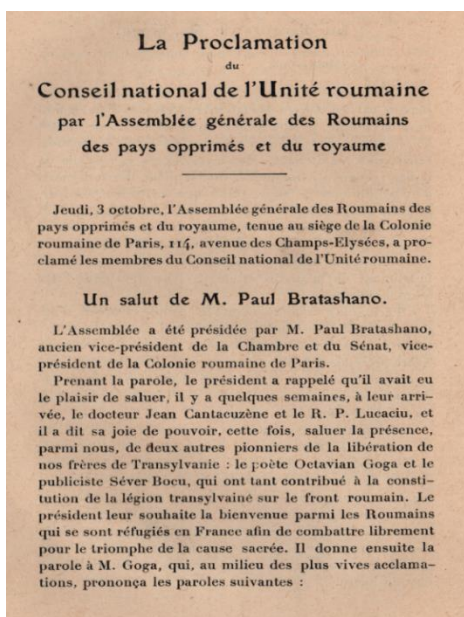 La Proclamation
du
Conseil national de l'Unité roumaine
par l'Assemblée générale des Roumains
des pays opprimés et du royaume
Jeudi, 3 octobre, l'Assemblée générale des Roumains des
pays opprimés et du royaume, tenue au siège de la Colonie
roumaine de Paris, 114, avenue des Champs-Elysées, a pro-
clamé les membres du Conseil national de l'Unité roumaine.
Un salut de M. Paul Bratashano.
L'Assemblée a été présidée par M. Paul Bratashano,
ancien vice-président de la Chambre et du Sénat, vice-
président de la Colonie roumaine de Paris.
Prenant la parole, le président a rappelé qu'il avait eu
le plaisir de saluer, il y a quelques semaines, à leur arri-
vée, le docteur Jean Cantacuzène et le R. P. Lucaciu, et
il a dit sa joie de pouvoir, cette fois, saluer la présence,
parmi nous, de deux autres pionniers de la libération de
nos frères de Transylvanie : le poète Octavian Goga et le
publiciste Séver Bocu, qui ont tant contribué à la consti-
tution de la légion transylvaine sur le front roumain. Le
président leur souhaite la bienvenue parmi les Roumains
qui se sont réfugiés en France afin de combattre librement
pour le triomphe de la cause sacrée. Il donne ensuite la
parole à M. Goga, qui, au milieu des plus vives acclama-
tions, prononça les paroles suivantes :